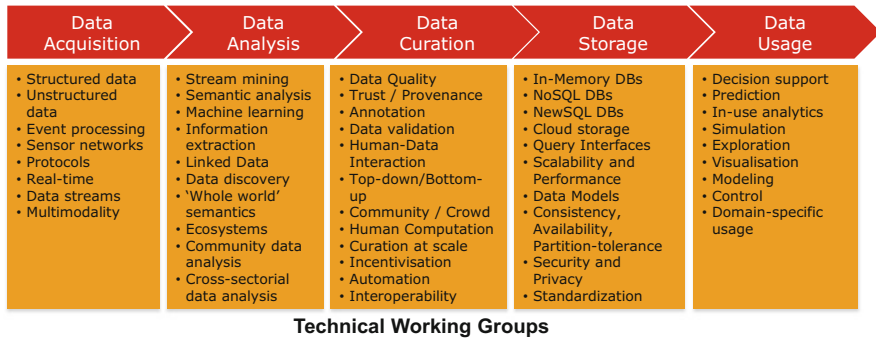 Data
Acquisition
Data
Analysis
Data
Curation
Data
Storage
Data
Usage
• Structured data
• Unstructured
data
• Event processing
• Sensor networks
• Protocols
• Real-time
• Data streams
• Multimodality
• Stream mining
• Semantic analysis
• Machine learning
• Information
extraction
• Linked Data
• Data discovery
• ‘Whole world’
semantics
• Ecosystems
• Community data
analysis
• Cross-sectorial
data analysis
• Data Quality
• Trust / Provenance
• Annotation
• Data validation
• Human-Data
Interaction
• Top-down/Bottom-
up
• Community / Crowd
• Human Computation
• Curation at scale
• Incentivisation
• Automation
• Interoperability
• In-Memory DBs
• NoSQL DBs
• NewSQL DBs
• Cloud storage
• Query Interfaces
• Scalability and
Performance
• Data Models
• Consistency,
Availability,
Partition-tolerance
• Security and
Privacy
• Standardization
• Decision support
• Prediction
• In-use analytics
• Simulation
• Exploration
• Visualisation
• Modeling
• Control
• Domain-specific
usage
Technical Working Groups